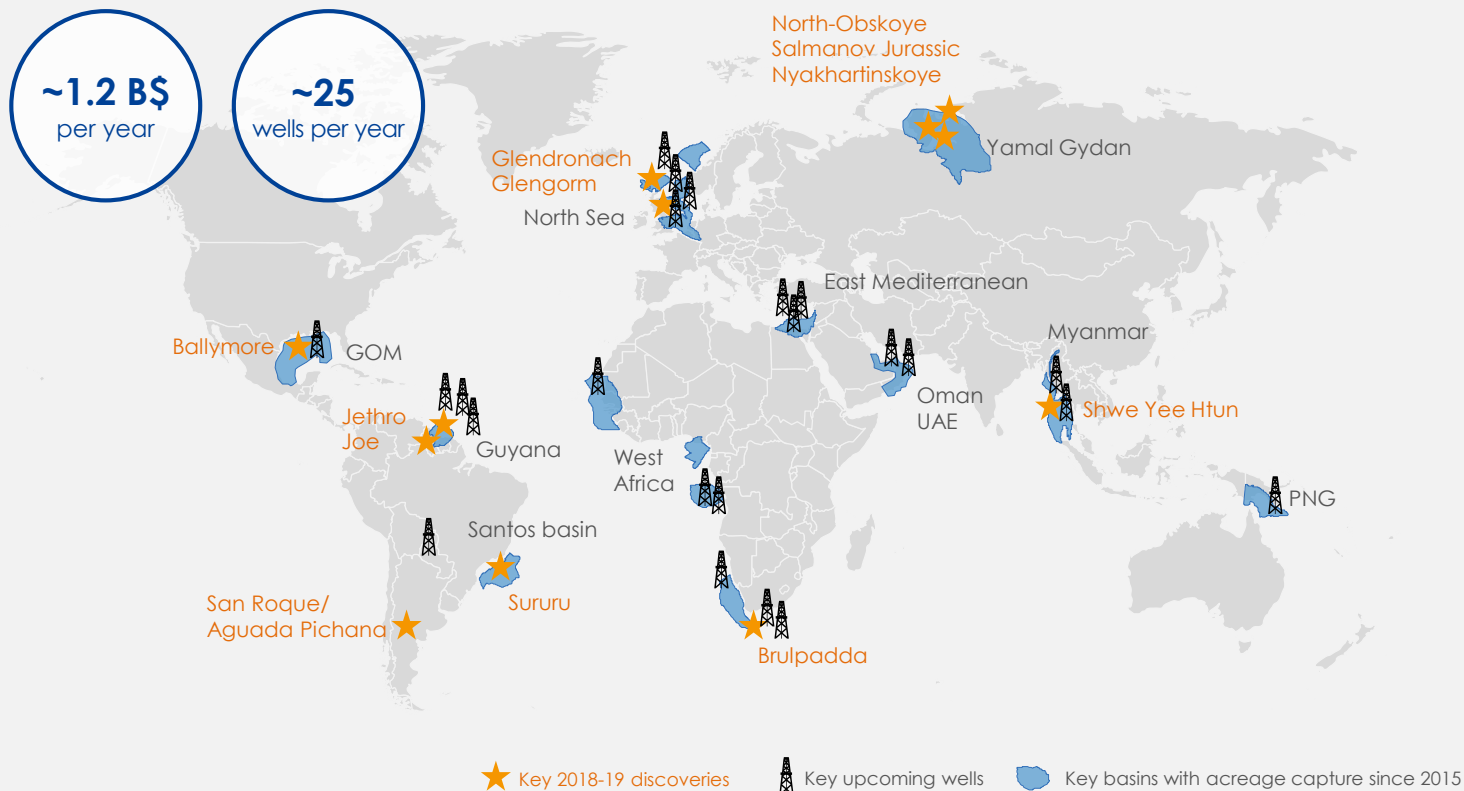 ~1.2 B$
per year
~25
wells per year
North-Obskoye
Salmanov Jurassic
Nyakhartinskoye
Yamal Gydan
Glendronach
Glengorm
North Sea
East Mediterranean
Ballymore
GOM
Myanmar
Jethro
Joe
Guyana
Oman
UAE
Shwe Yee Htun
West
Africa
PNG
Santos basin
San Roque/
Aguada Pichana
Sururu
Brulpadda
Key 2018-19 discoveries
Key upcoming wells
Key basins with acreage capture since 2015